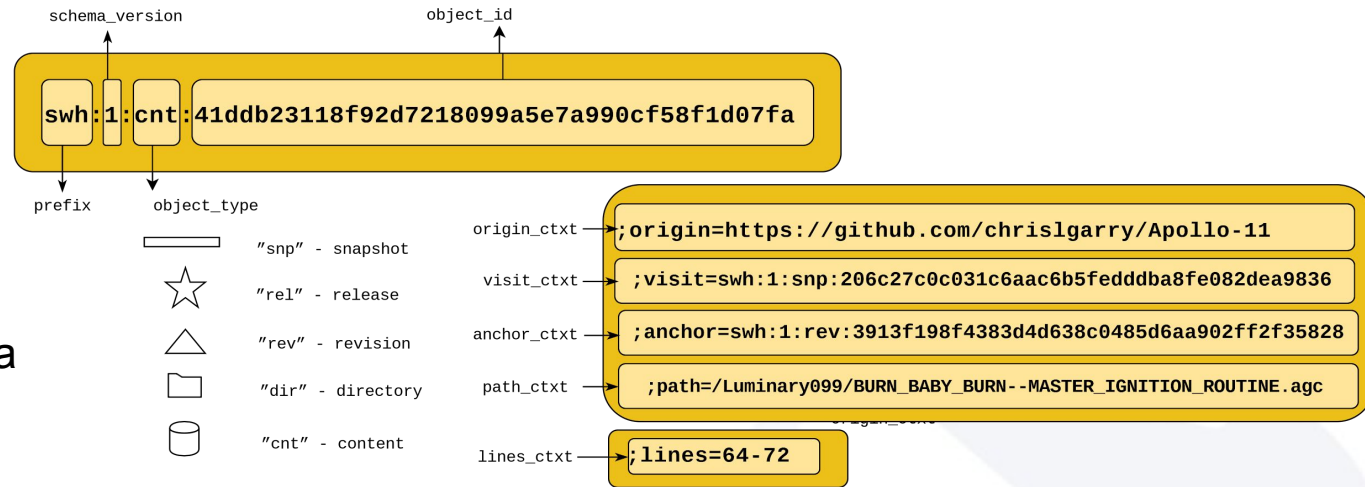 schema_version
object_id
swh:1:cnt:41ddb23118f92d7218099a5e7a990cf58f1d07fa
prefix
object_type
”snp” - snapshot
”rel” - release
”rev” - revision
”dir” - directory
”cnt” - content
a
origin_ctxt
;origin=https://github.com/chrislgarry/Apollo-11
visit_ctxt
;visit=swh:1:snp:206c27c0c031c6aac6b5fedddba8fe082dea9836
anchor_ctxt
;anchor=swh:1:rev:3913f198f4383d4d638c0485d6aa902ff2f35828
path_ctxt
;path=/Luminary099/BURN_BABY_BURN--MASTER_IGNITION_ROUTINE.agc
lines_ctxt
;lines=64-72